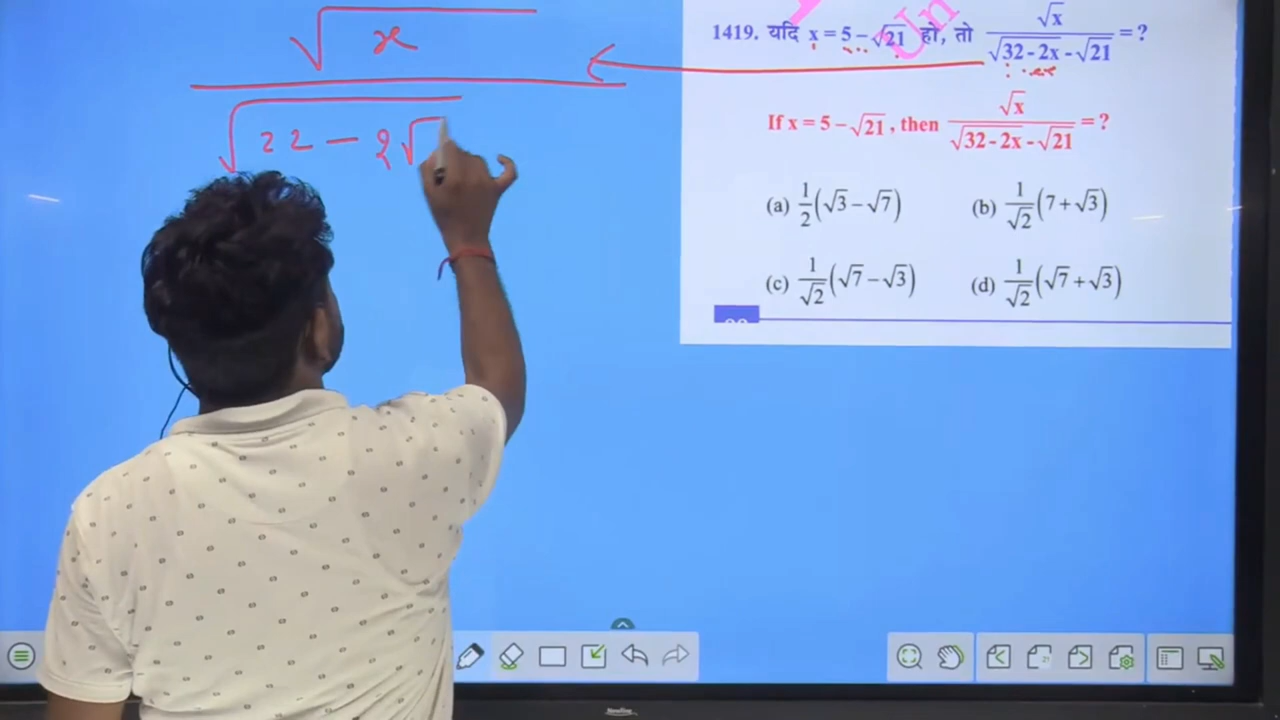 √x
√22 - 2√
1419. यदि x = 5 - √21 हो, तो √x / (√32 - 2x - √21) = ?
If x = 5 - √21, then √x / (√32 - 2x - √21) = ?
(a) 1/2 (√3 - √7)
(b) 1/√2 (7 + √3)
(c) 1/√2 (√7 - √3)
(d) 1/√2 (√7 + √3)
21